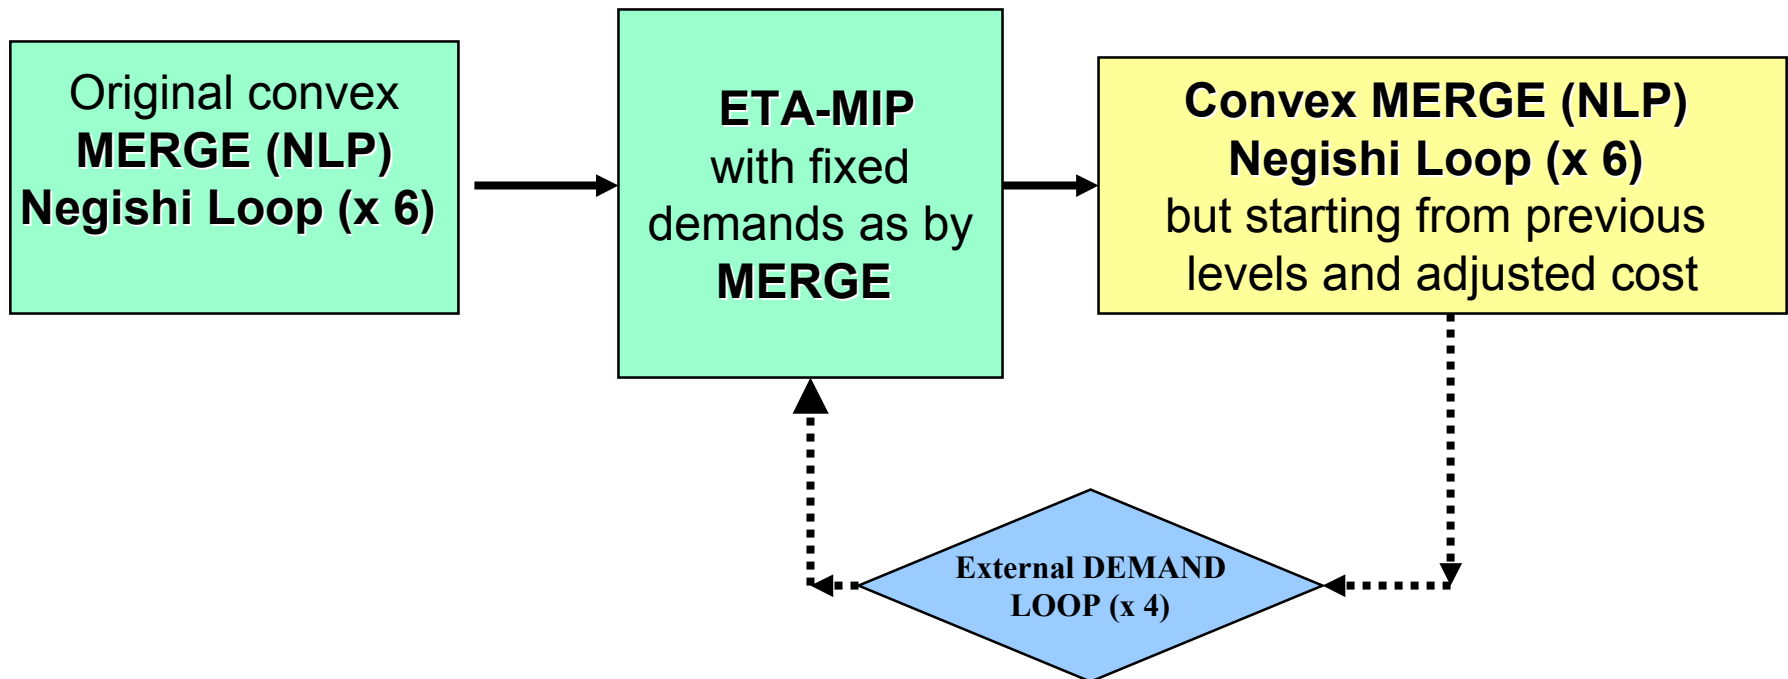 Original convex
MERGE (NLP)
Negishi Loop (x 6)
ETA-MIP
with fixed
demands as by
MERGE
Convex MERGE (NLP)
Negishi Loop (x 6)
but starting from previous
levels and adjusted cost
External DEMAND
LOOP (x 4)